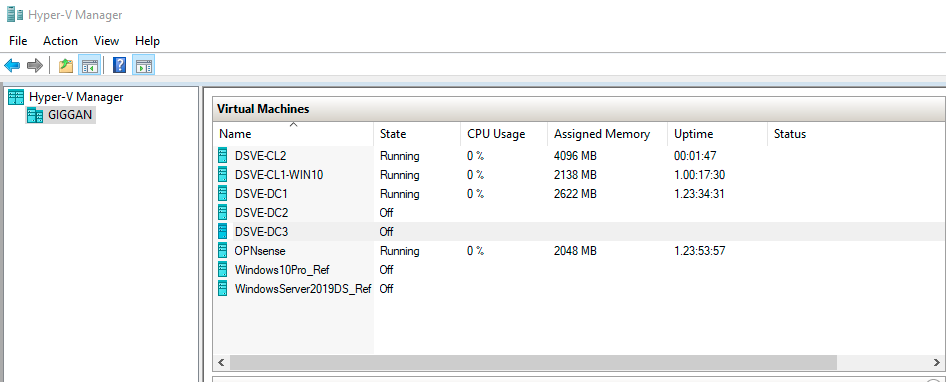 Hyper-V Manager
File Action View Help
Hyper-V Manager
GIGGAN
Virtual Machines
Name State CPU Usage Assigned Memory Uptime Status
DSVE-CL2 Running 0 % 4096 MB 00:01:47
DSVE-CL1-WIN10 Running 0 % 2138 MB 1.00:17:30
DSVE-DC1 Running 0 % 2622 MB 1.23:34:31
DSVE-DC2 Off
DSVE-DC3 Off
OPNsense Running 0 % 2048 MB 1.23:53:57
Windows10Pro_Ref Off
WindowsServer2019DS_Ref Off